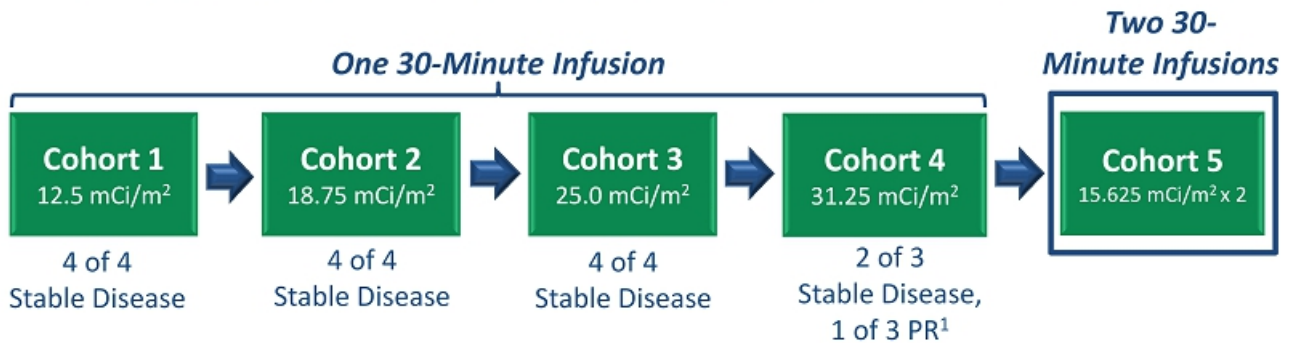 One 30-Minute Infusion
Two 30-
Minute Infusions
Cohort 1
12.5 mCi/m²
4 of 4
Stable Disease
Cohort 2
18.75 mCi/m²
4 of 4
Stable Disease
Cohort 3
25.0 mCi/m²
4 of 4
Stable Disease
Cohort 4
31.25 mCi/m²
2 of 3
Stable Disease,
1 of 3 PR¹
Cohort 5
15.625 mCi/m² x 2